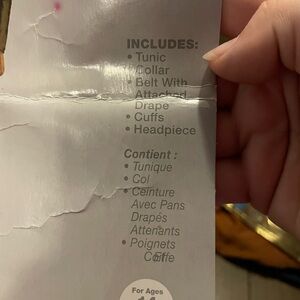 INCLUDES:
• Tunic
Collar
• Belt With
Attached
Drape
• Cuffs
• Headpiece
Contient :
• Tunique
• Col
• Ceinture
Avec Pans
Drapés
Attenants
• Poignets
For Ages